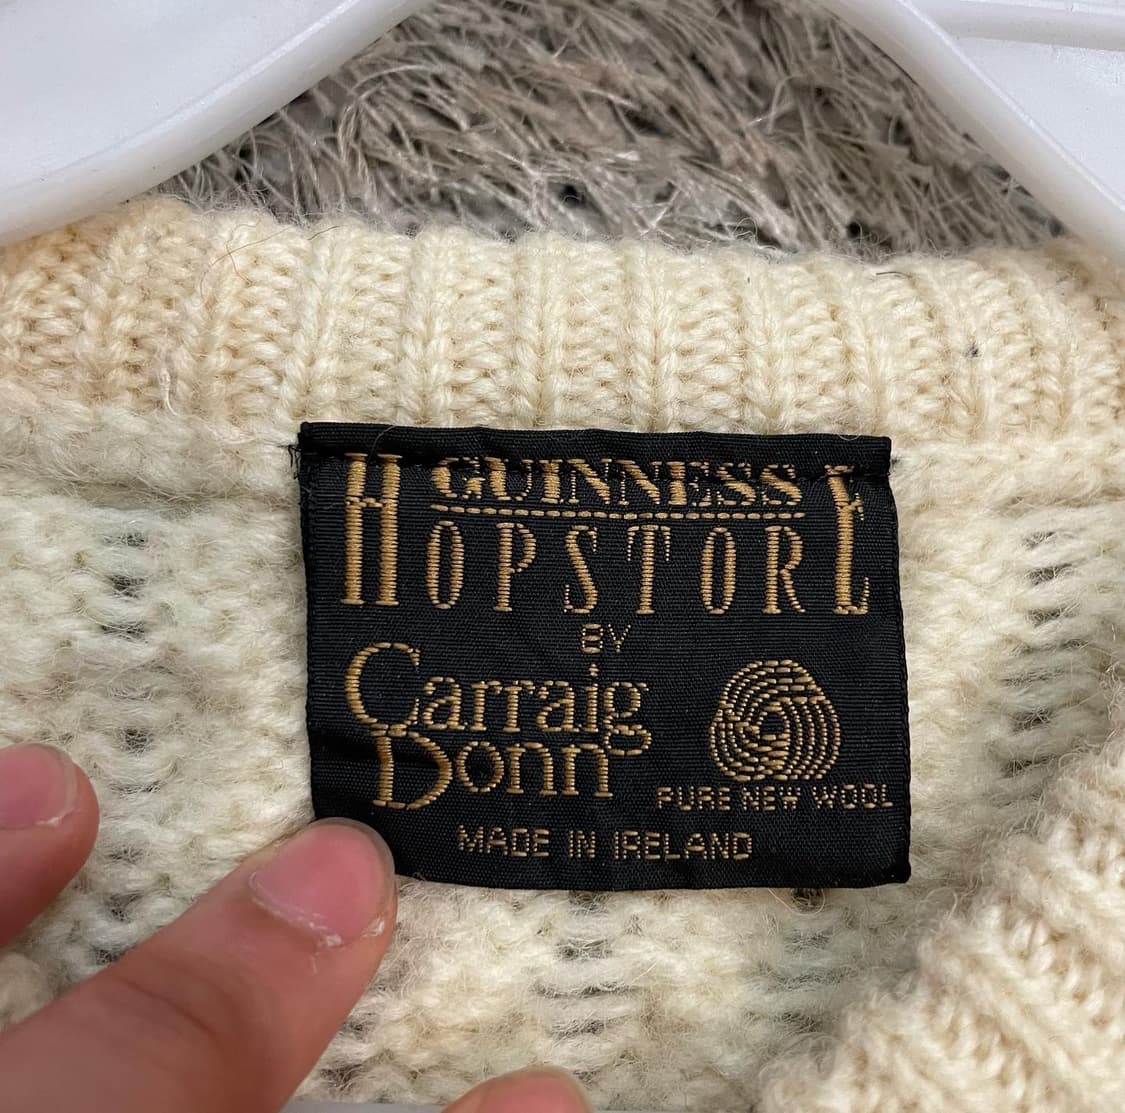 GUINNESS
HOPSTORE
BY
Carraig
Donn
PURE NEW WOOL
MADE IN IRELAND